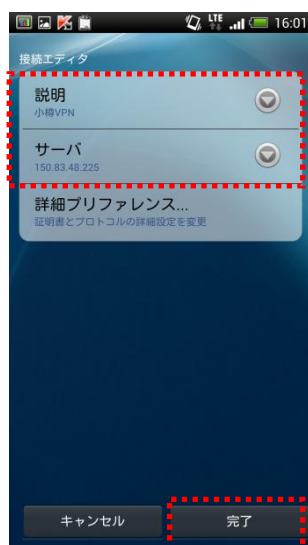 LTE 16:01
接続エディタ
説明
小樽VPN
サーバ
150.83.48.225
詳細プリファレンス...
証明書とプロトコルの詳細設定を変更
キャンセル 完了